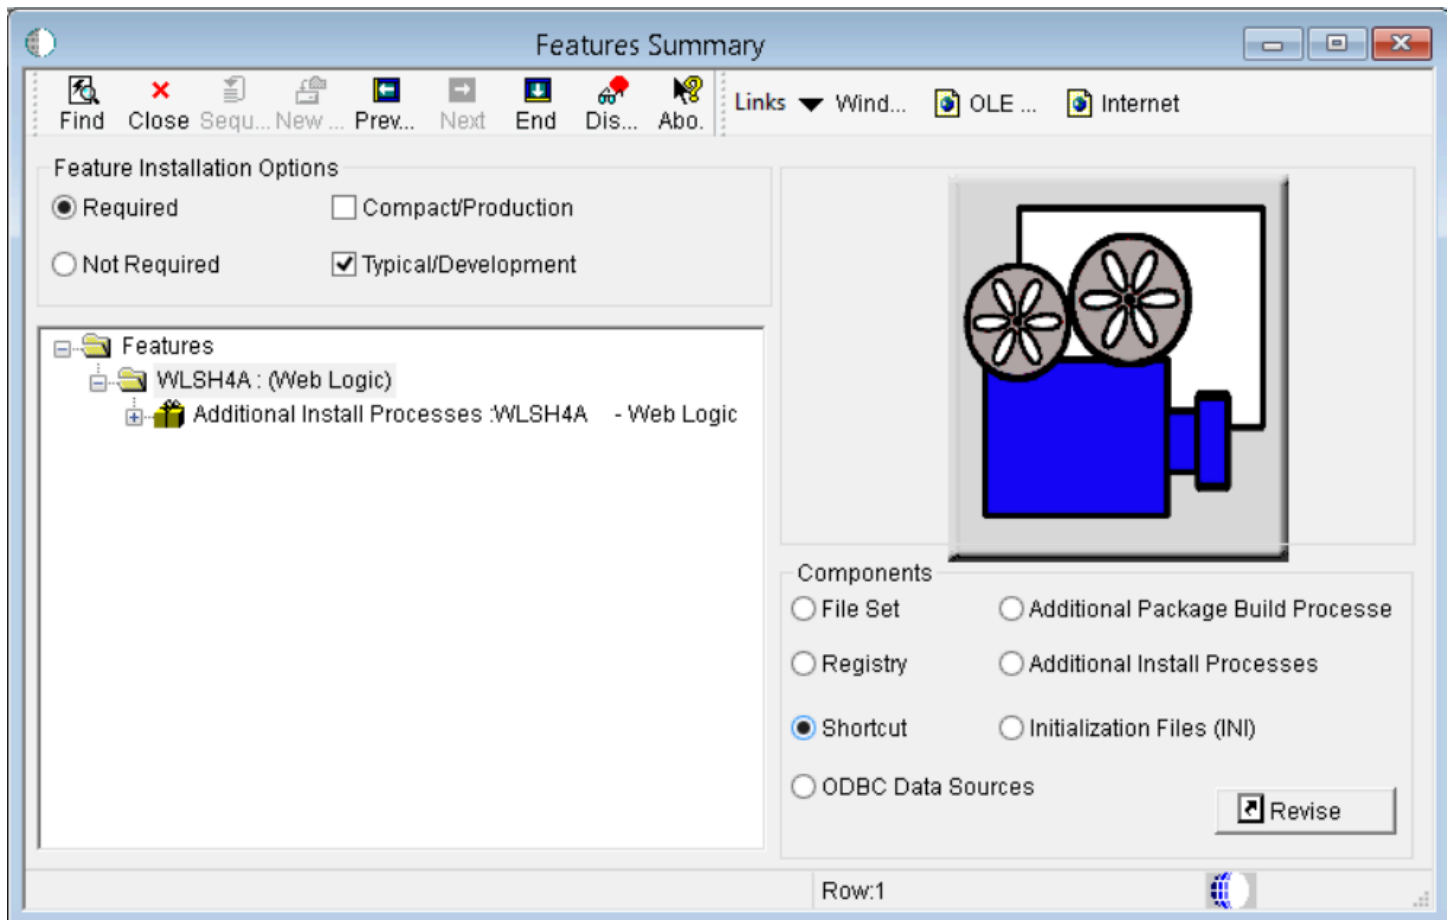 Features Summary
Find Close Sequ... New ... Prev... Next End Dis... Abo. Links Wind... OLE ... Internet
Feature Installation Options
Required Compact/Production
Not Required Typical/Development
Features
WLSH4A : (Web Logic)
Additional Install Processes :WLSH4A - Web Logic
Components
File Set Additional Package Build Processe
Registry Additional Install Processes
Shortcut Initialization Files (INI)
ODBC Data Sources
Revise
Row:1